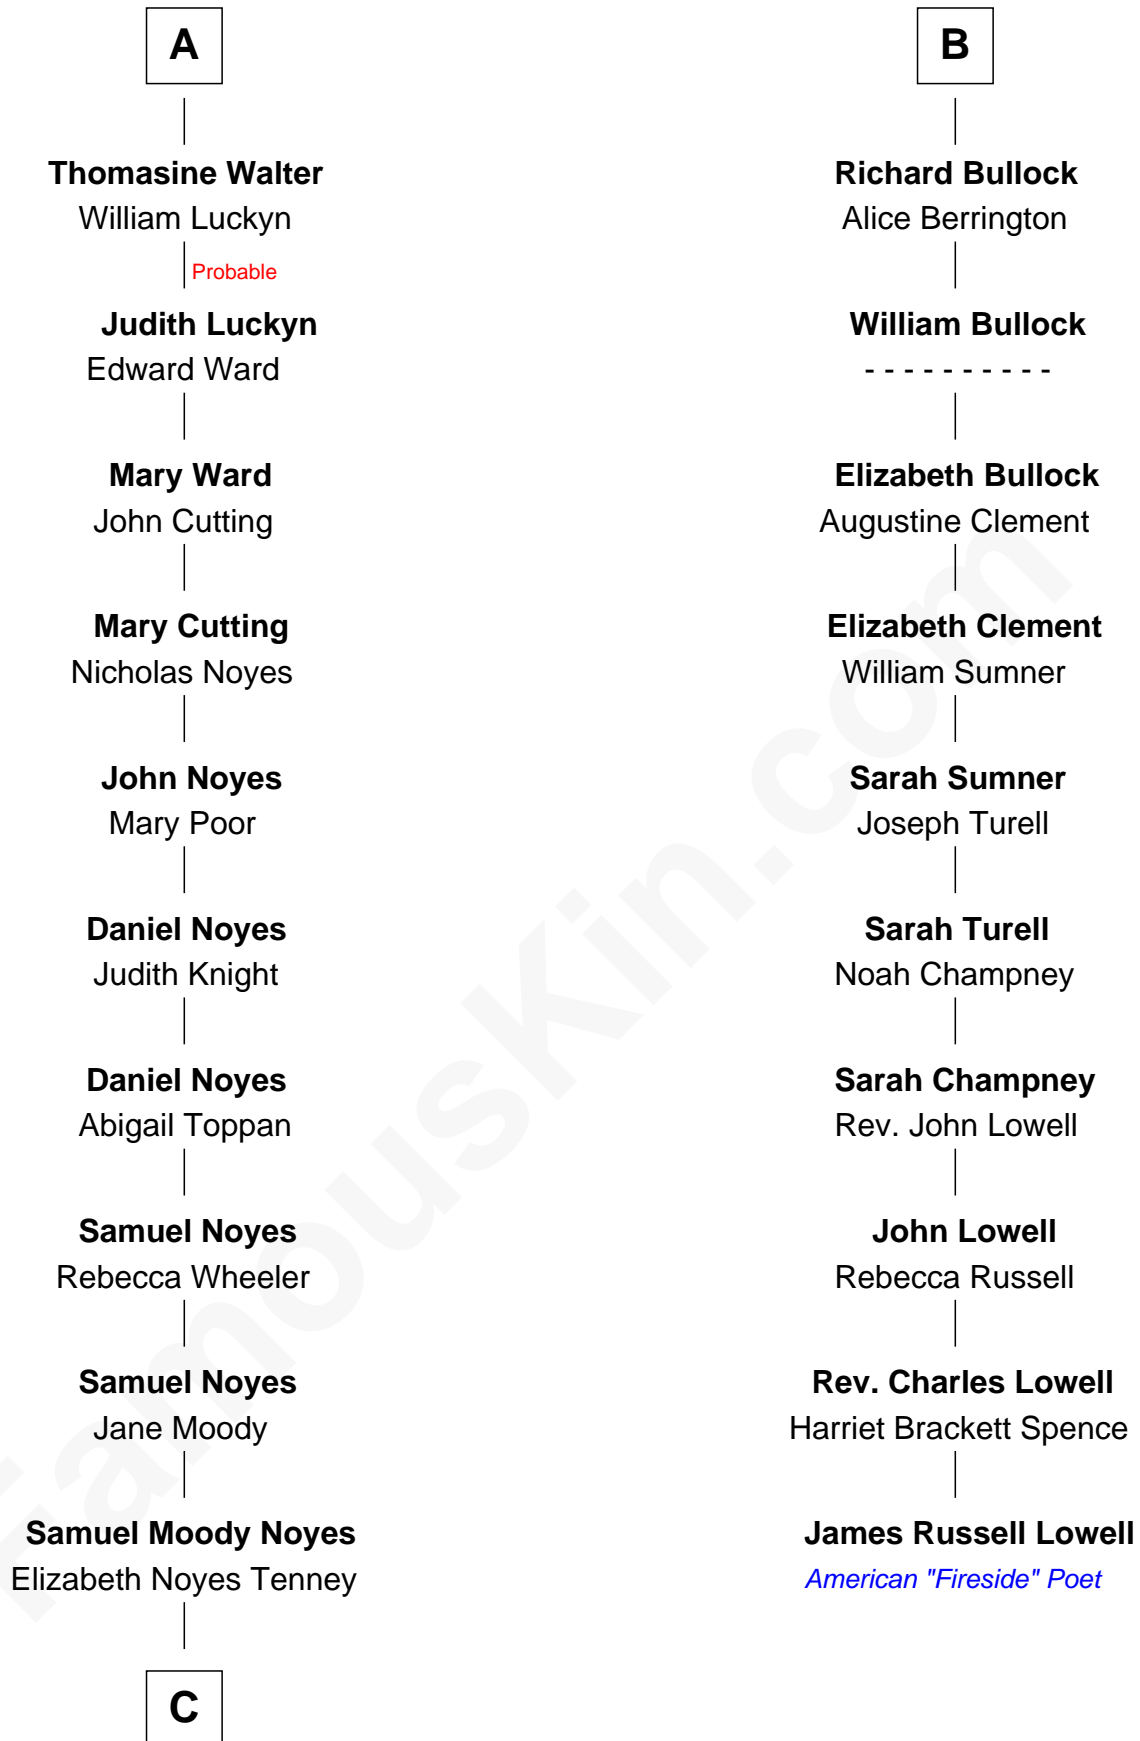 A
Thomasine Walter
William Luckyn
Probable
Judith Luckyn
Edward Ward
Mary Ward
John Cutting
Mary Cutting
Nicholas Noyes
John Noyes
Mary Poor
Daniel Noyes
Judith Knight
Daniel Noyes
Abigail Toppan
Samuel Noyes
Rebecca Wheeler
Samuel Noyes
Jane Moody
Samuel Moody Noyes
Elizabeth Noyes Tenney
C
B
Richard Bullock
Alice Berrington
William Bullock
- - - - - - - - - -
Elizabeth Bullock
Augustine Clement
Elizabeth Clement
William Sumner
Sarah Sumner
Joseph Turell
Sarah Turell
Noah Champney
Sarah Champney
Rev. John Lowell
John Lowell
Rebecca Russell
Rev. Charles Lowell
Harriet Brackett Spence
James Russell Lowell
American "Fireside" Poet
FamousKin.com